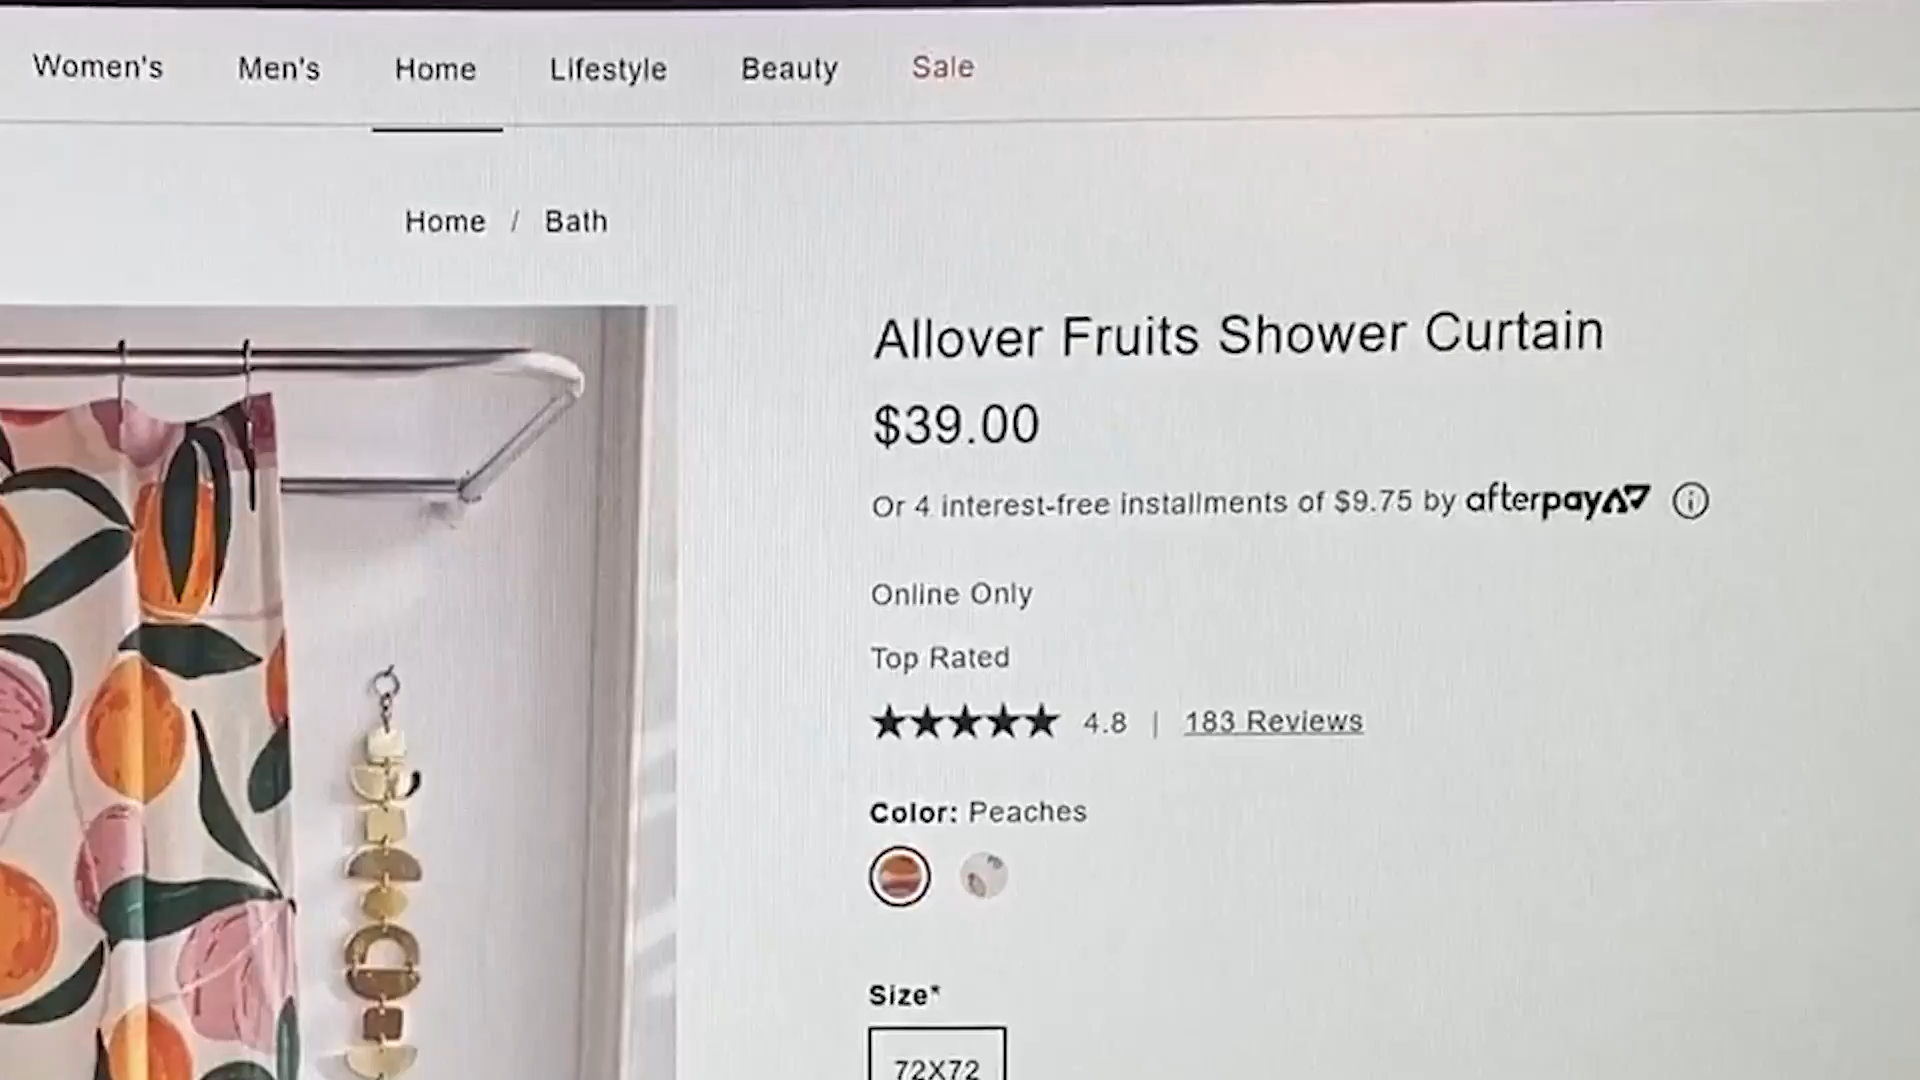 Women's Men's Home Lifestyle Beauty Sale
Home / Bath
Allover Fruits Shower Curtain
$39.00
Or 4 interest-free installments of $9.75 by afterpay
Online Only
Top Rated
4.8 | 183 Reviews
Color: Peaches
Size*
72X72